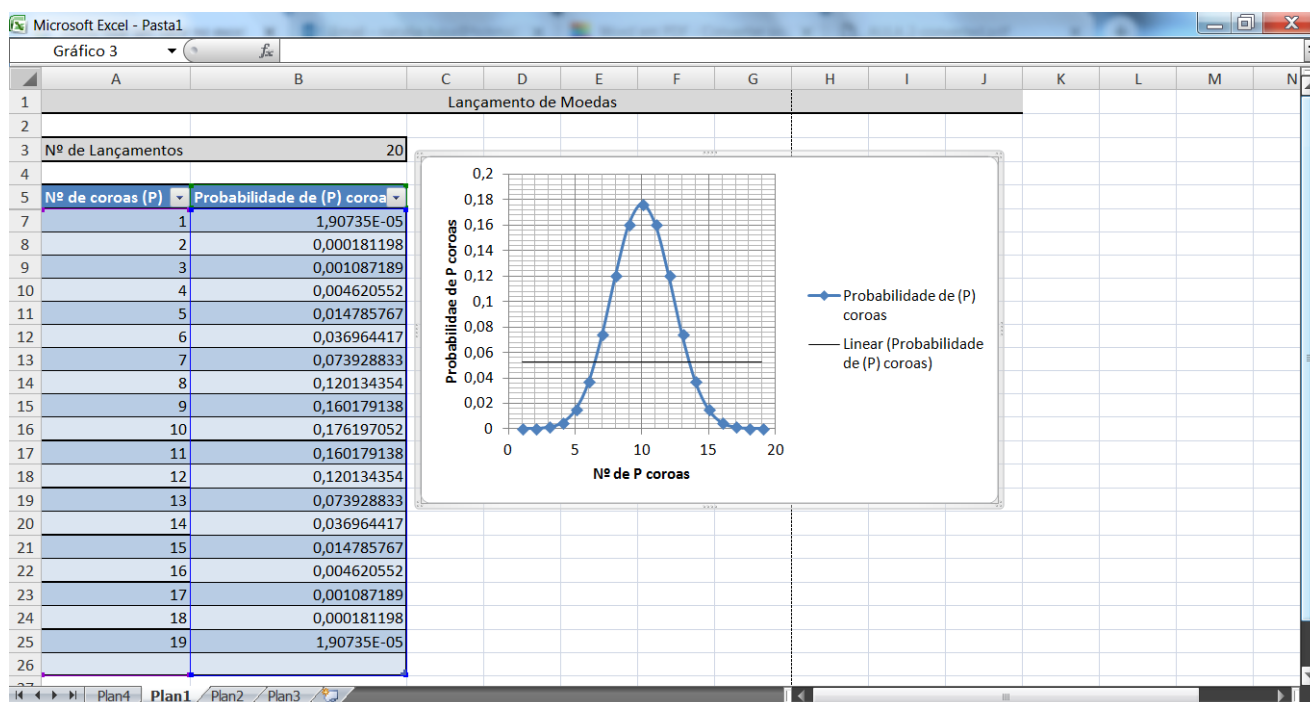 Microsoft Excel - Pasta1
Gráfico 3 fx
A B C D E F G H I J K L M N
1 Lançamento de Moedas
2
3 Nº de Lançamentos 20
4
5 Nº de coroas (P) Probabilidade de (P) coroa
7 1 1,90735E-05
8 2 0,000181198
9 3 0,001087189
10 4 0,004620552
11 5 0,014785767
12 6 0,036964417
13 7 0,073928833
14 8 0,120134354
15 9 0,160179138
16 10 0,176197052
17 11 0,160179138
18 12 0,120134354
19 13 0,073928833
20 14 0,036964417
21 15 0,014785767
22 16 0,004620552
23 17 0,001087189
24 18 0,000181198
25 19 1,90735E-05
26
Probabilidae de P coroas
0,2
0,18
0,16
0,14
0,12
0,1
0,08
0,06
0,04
0,02
0
0 5 10 15 20
Nº de P coroas
Probabilidade de (P)
coroas
Linear (Probabilidade
de (P) coroas)
Plan4 Plan1 Plan2 Plan3